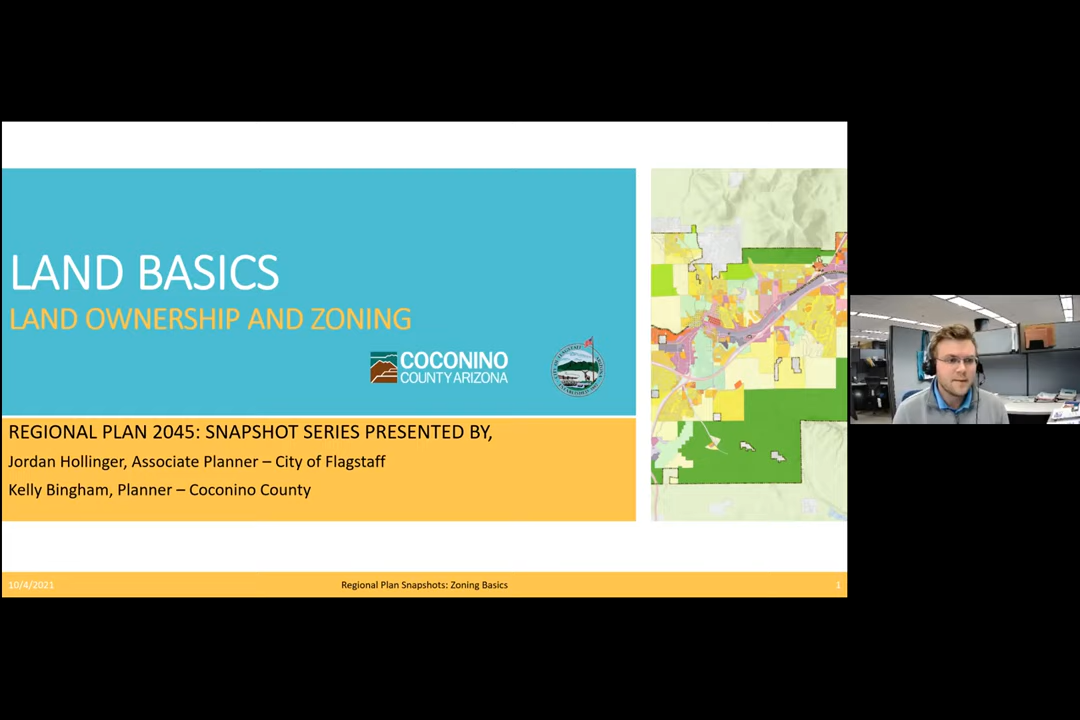 LAND BASICS
LAND OWNERSHIP AND ZONING
COCONINO
COUNTY ARIZONA
REGIONAL PLAN 2045: SNAPSHOT SERIES PRESENTED BY,
Jordan Hollinger, Associate Planner – City of Flagstaff
Kelly Bingham, Planner – Coconino County
10/4/2021
Regional Plan Snapshots: Zoning Basics
1